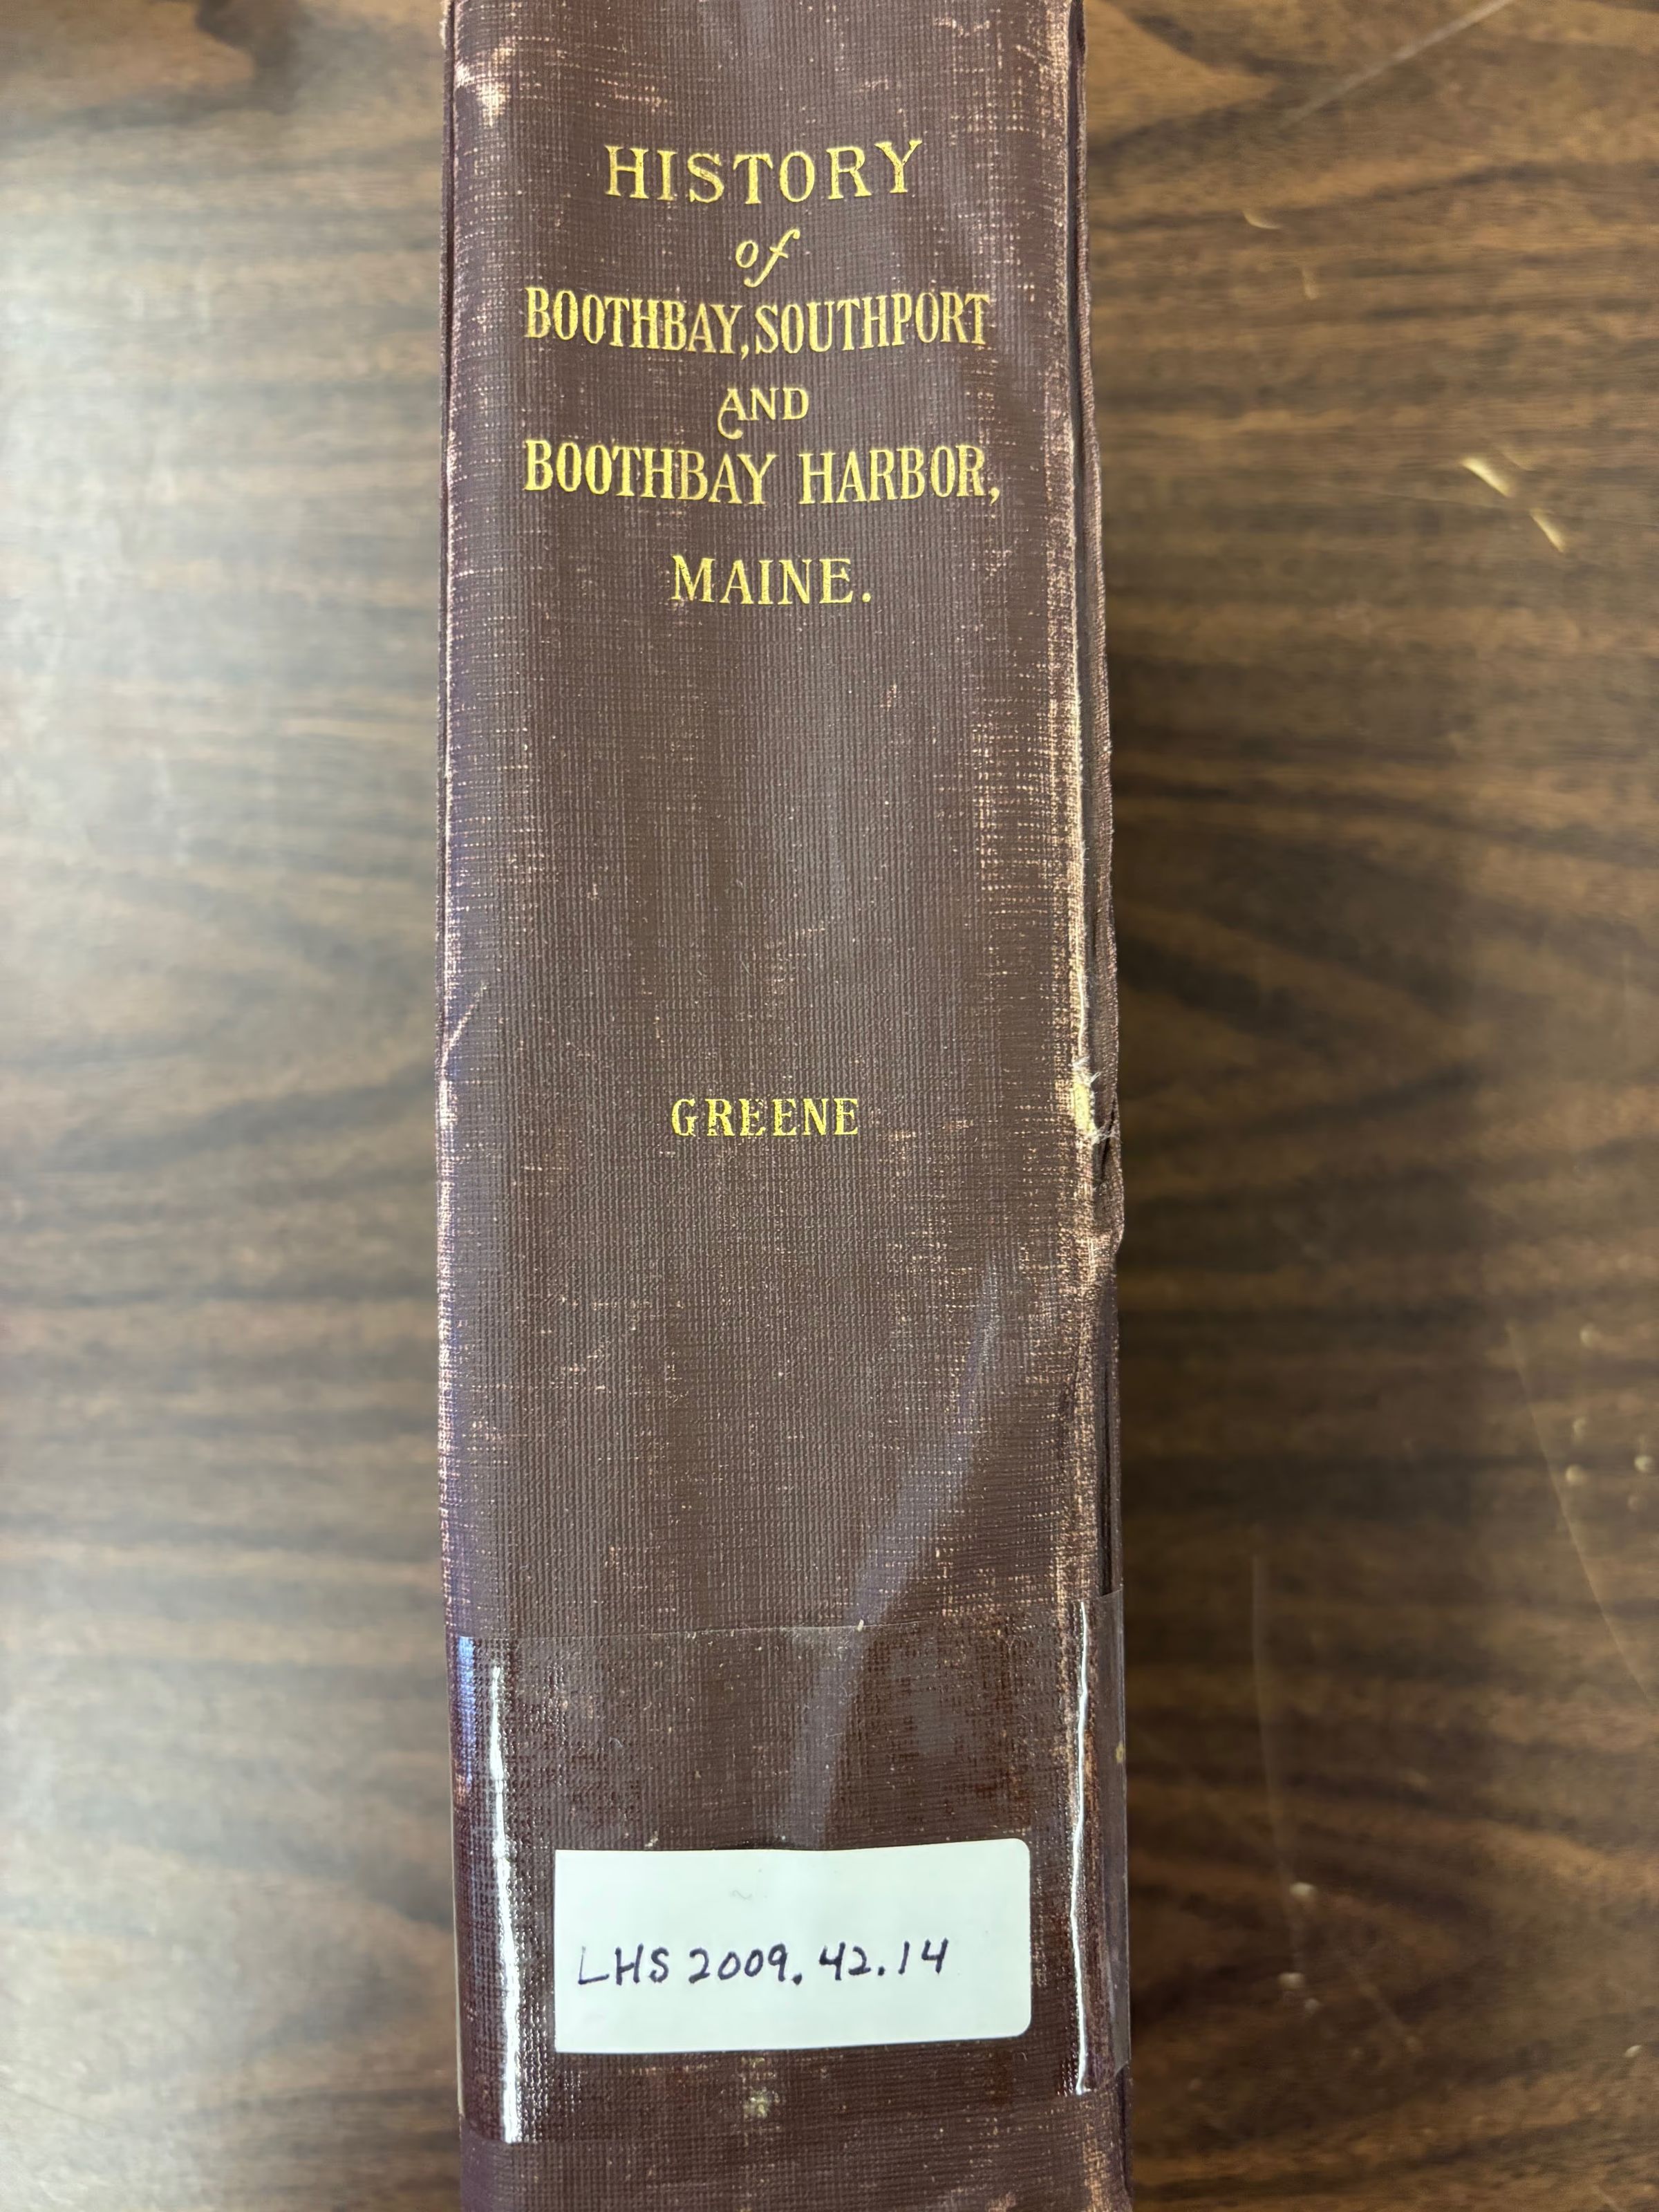 HISTORY
of
BOOTHBAY, SOUTHPORT
AND
BOOTHBAY HARBOR,
MAINE.
GREENE
LHS 2009.42.14